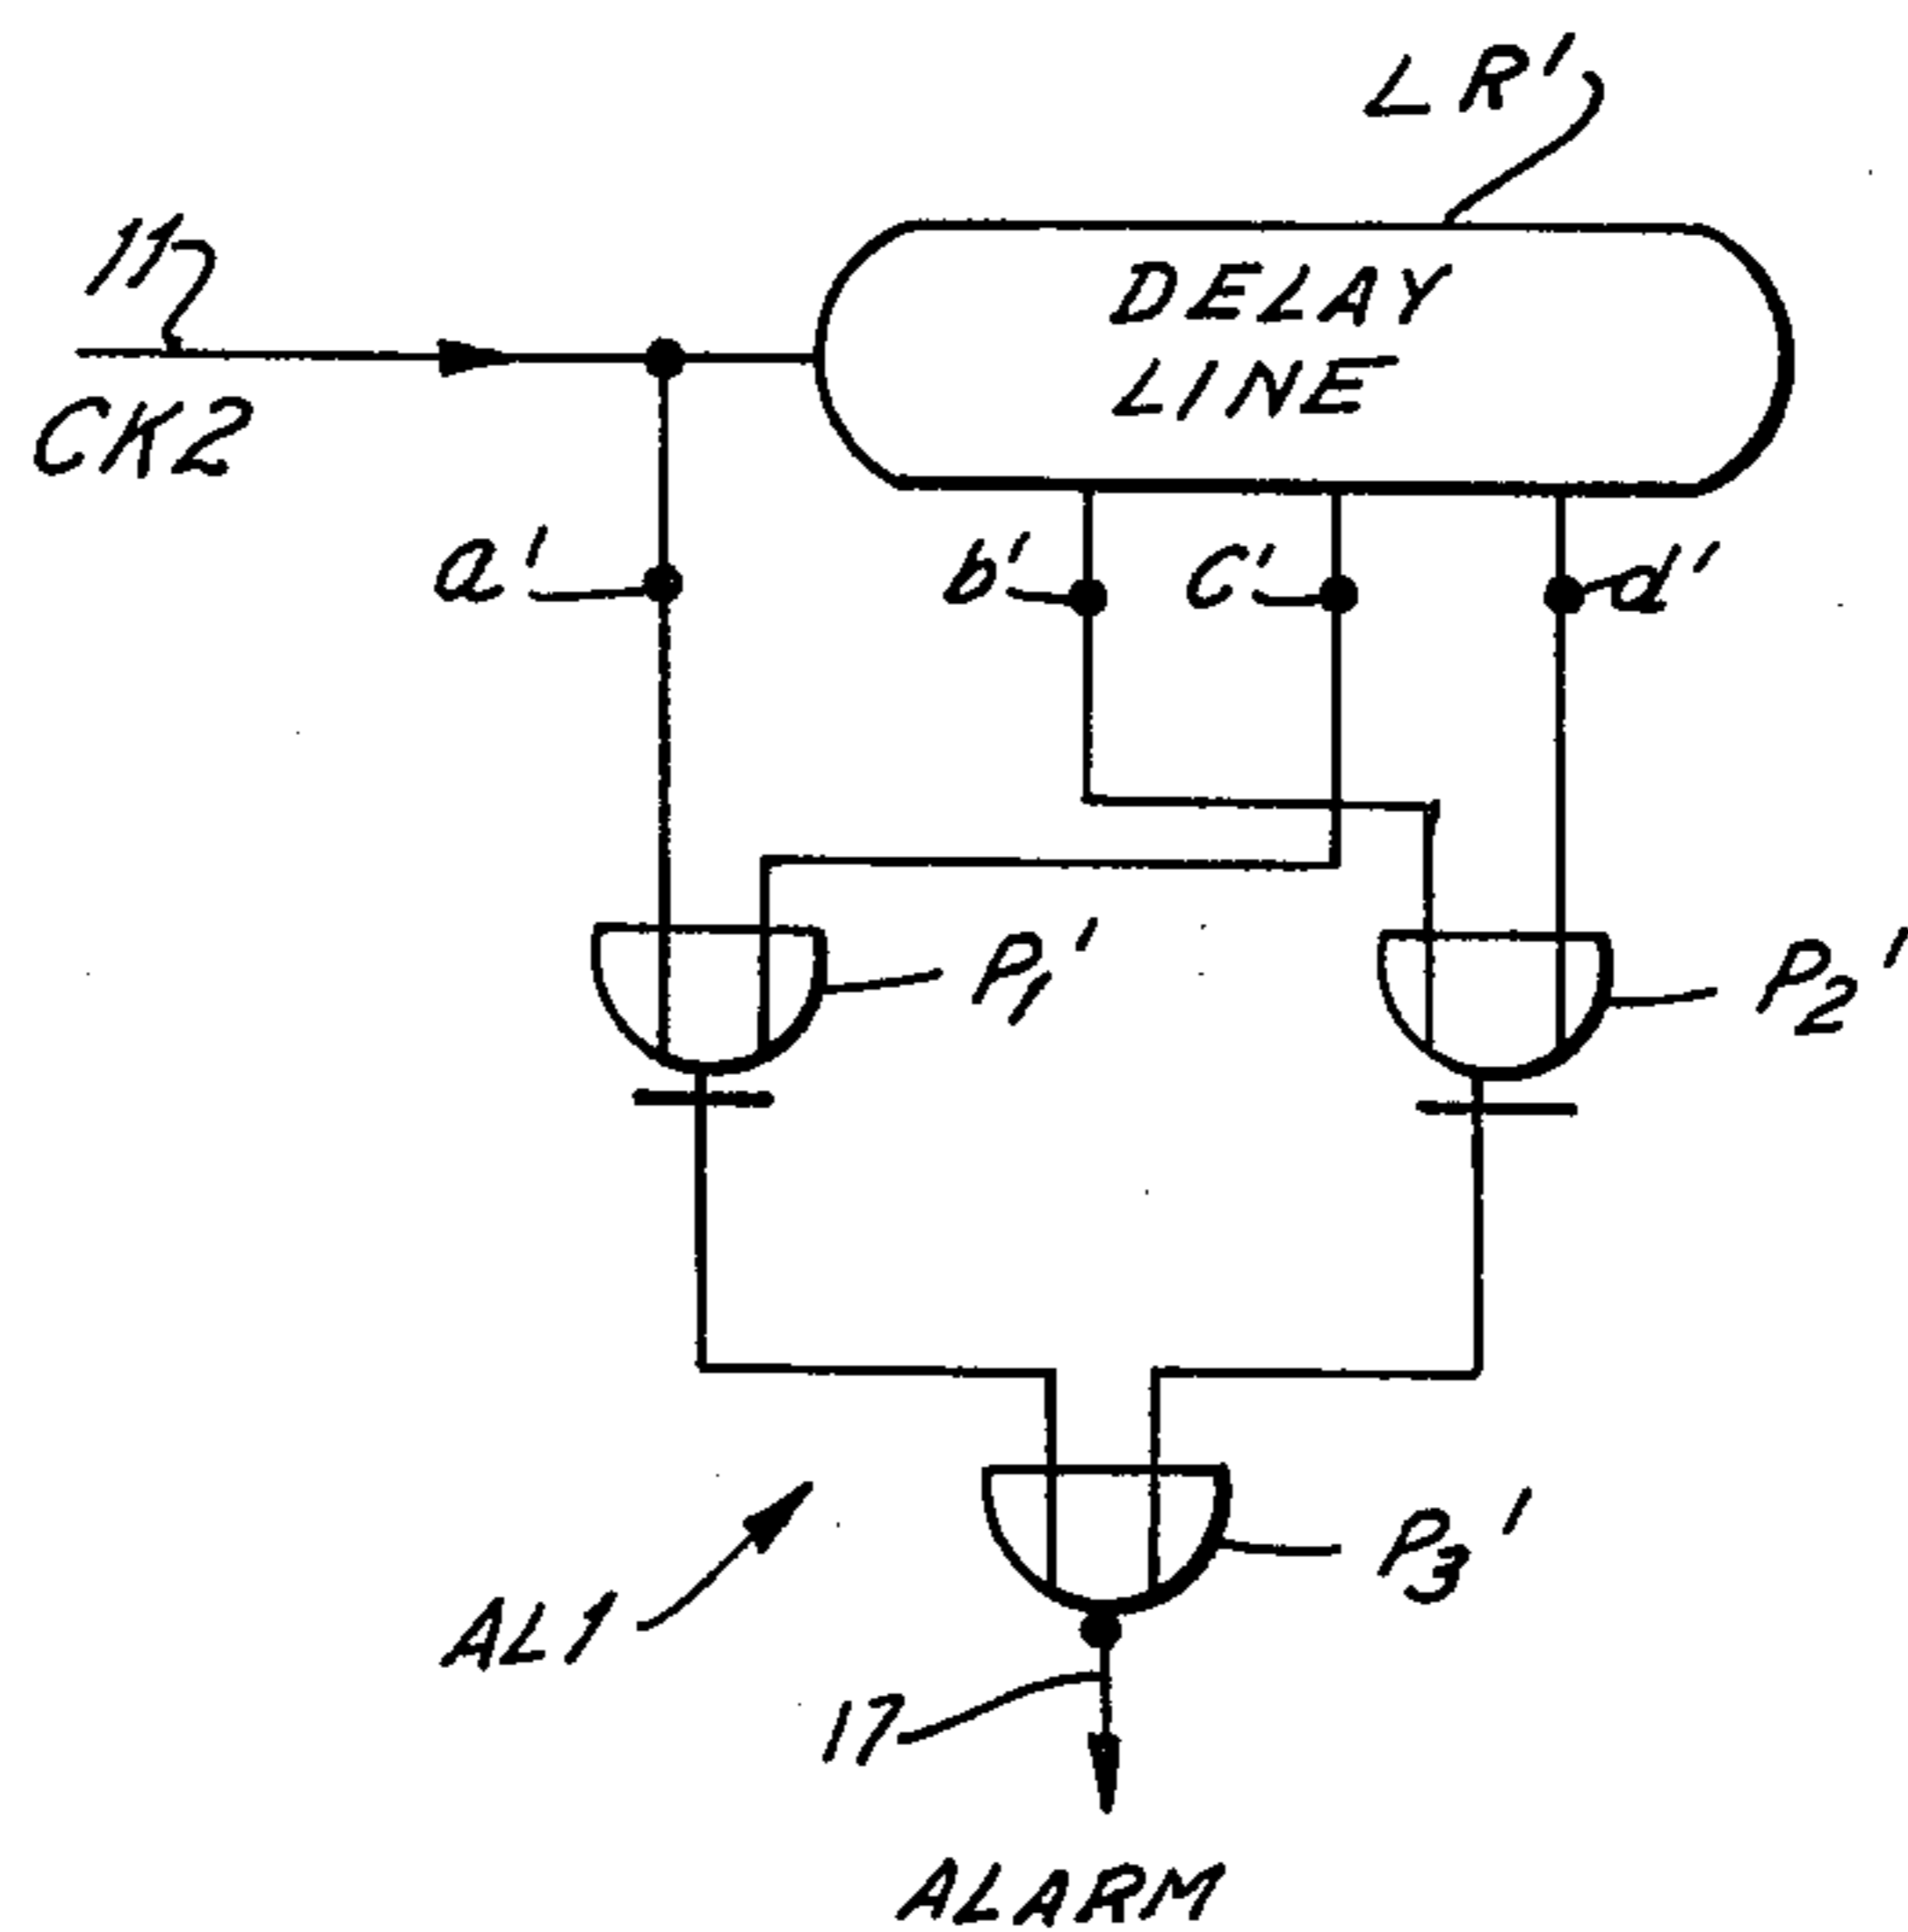 LR'
11
DELAY
LINE
CK2
a'
b'
c'
d'
P1'
P2'
P3'
AL1
17
ALARM